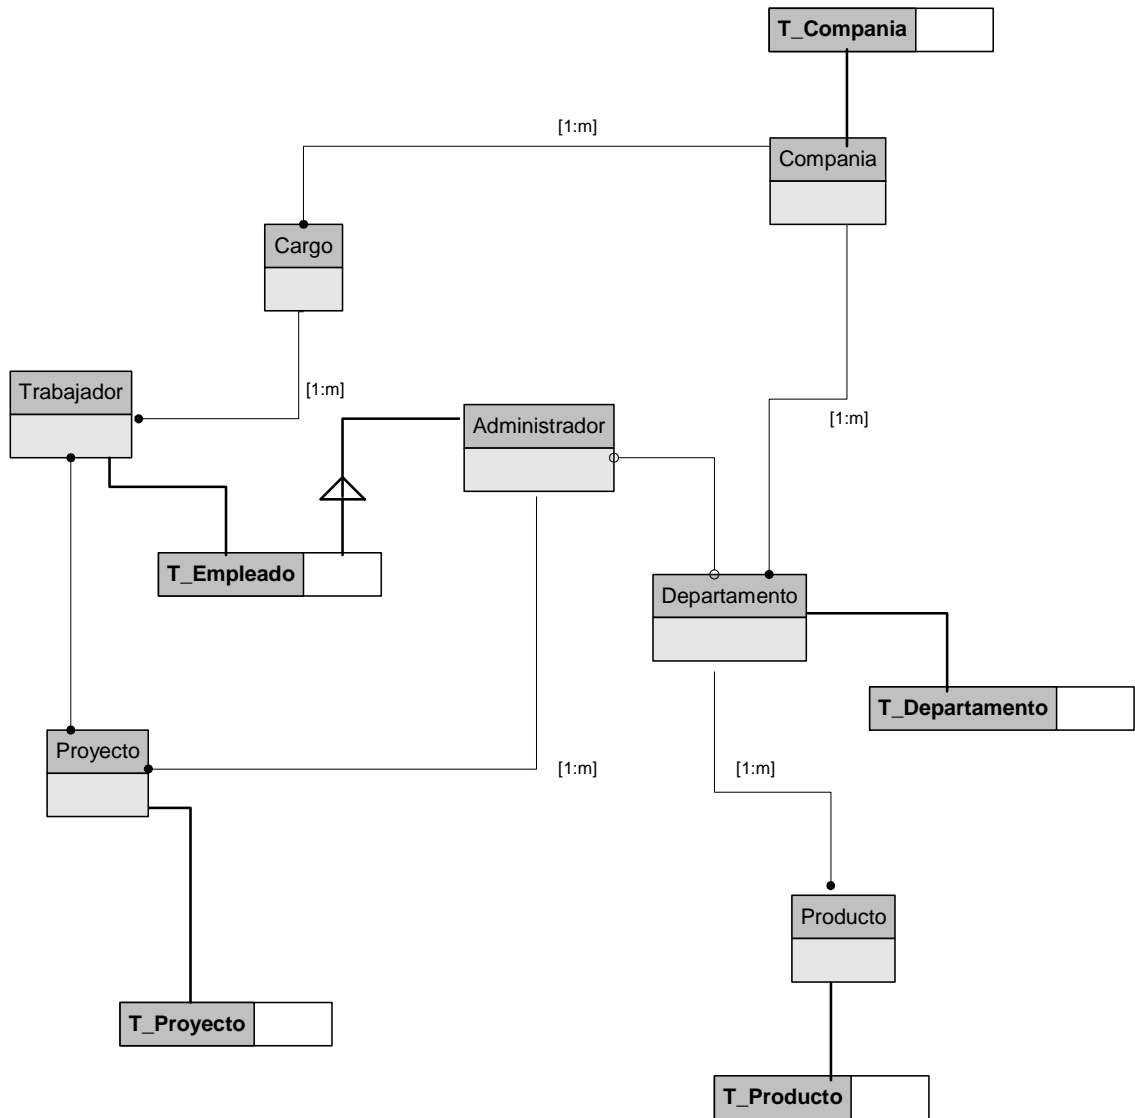 T_Compania
[1:m]
Compania
Cargo
Trabajador
[1:m]
Administrador
[1:m]
T_Empleado
Departamento
T_Departamento
Proyecto
[1:m]
[1:m]
Producto
T_Proyecto
T_Producto